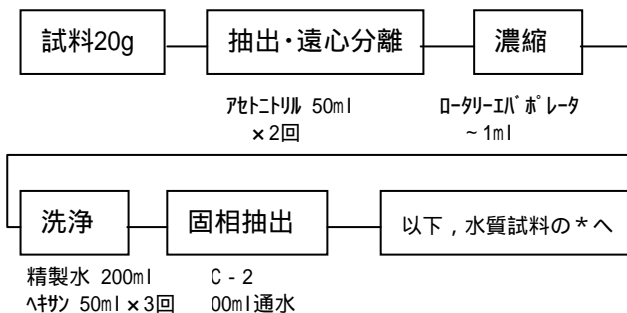 試料20g
抽出・遠心分離
濃縮
ｱｾﾄﾆﾄﾘﾙ 50ml
×2回
ﾛｰﾀﾘｰｴﾊﾞﾎﾟﾚｰﾀ
~1ml
洗浄
固相抽出
以下，水質試料の*へ
精製水 200ml
ﾍｷｻﾝ 50ml×3回
C-2
00ml通水